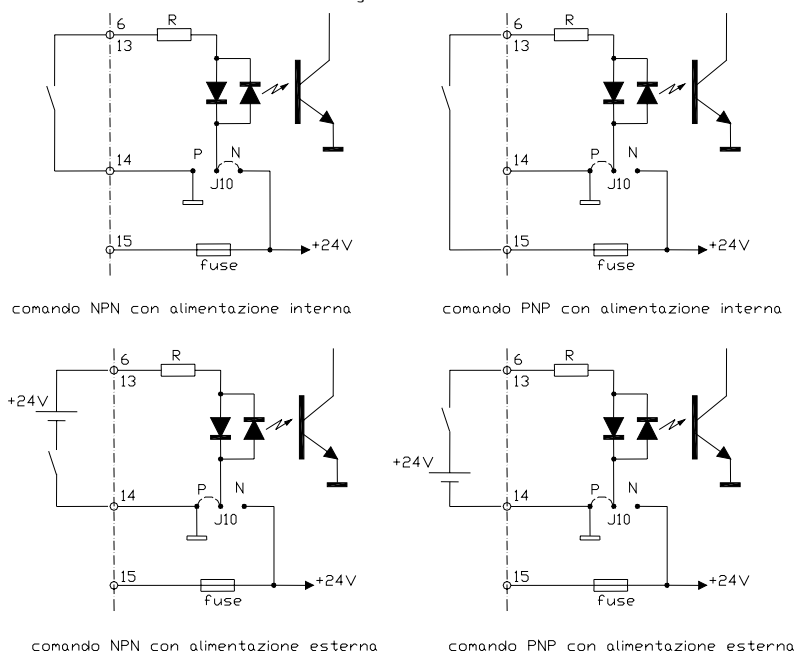 6
R
13
14
P
N
J10
15
+24V
fuse
comando NPN con alimentazione interna
6
R
13
14
P
N
J10
15
+24V
fuse
comando PNP con alimentazione interna
6
R
13
+24V
14
P
N
J10
15
+24V
fuse
comando NPN con alimentazione esterna
6
R
13
+24V
14
P
N
J10
15
+24V
fuse
comando PNP con alimentazione esterna